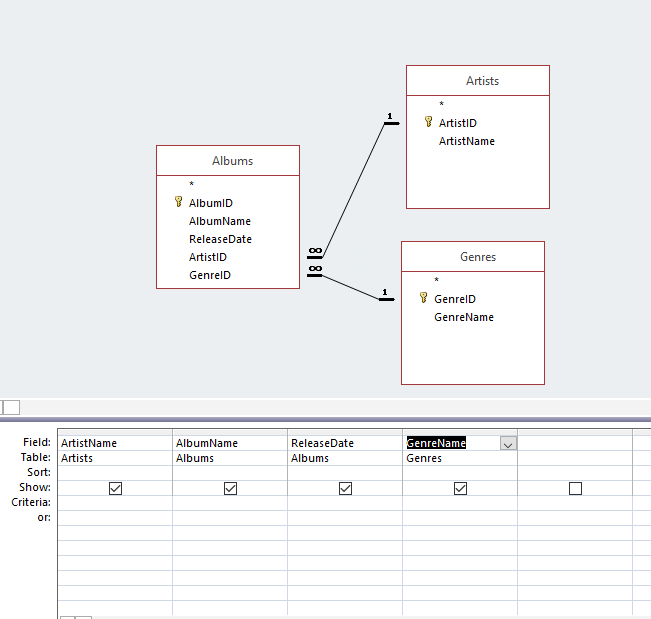 Artists
*
ArtistID
ArtistName
1
Albums
*
AlbumID
AlbumName
ReleaseDate
ArtistID
GenreID
∞
∞
1
Genres
*
GenreID
GenreName
Field: ArtistName AlbumName ReleaseDate GenreName
Table: Artists Albums Albums Genres
Sort:
Show:
Criteria:
or: